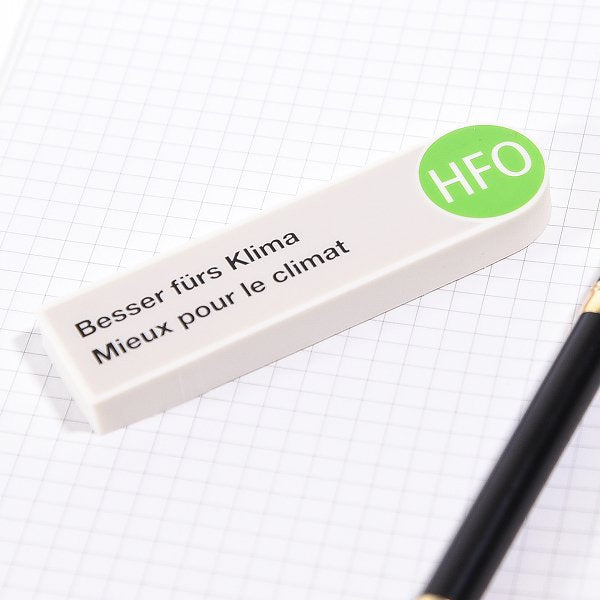 HFO
Besser fürs Klima
Mieux pour le climat